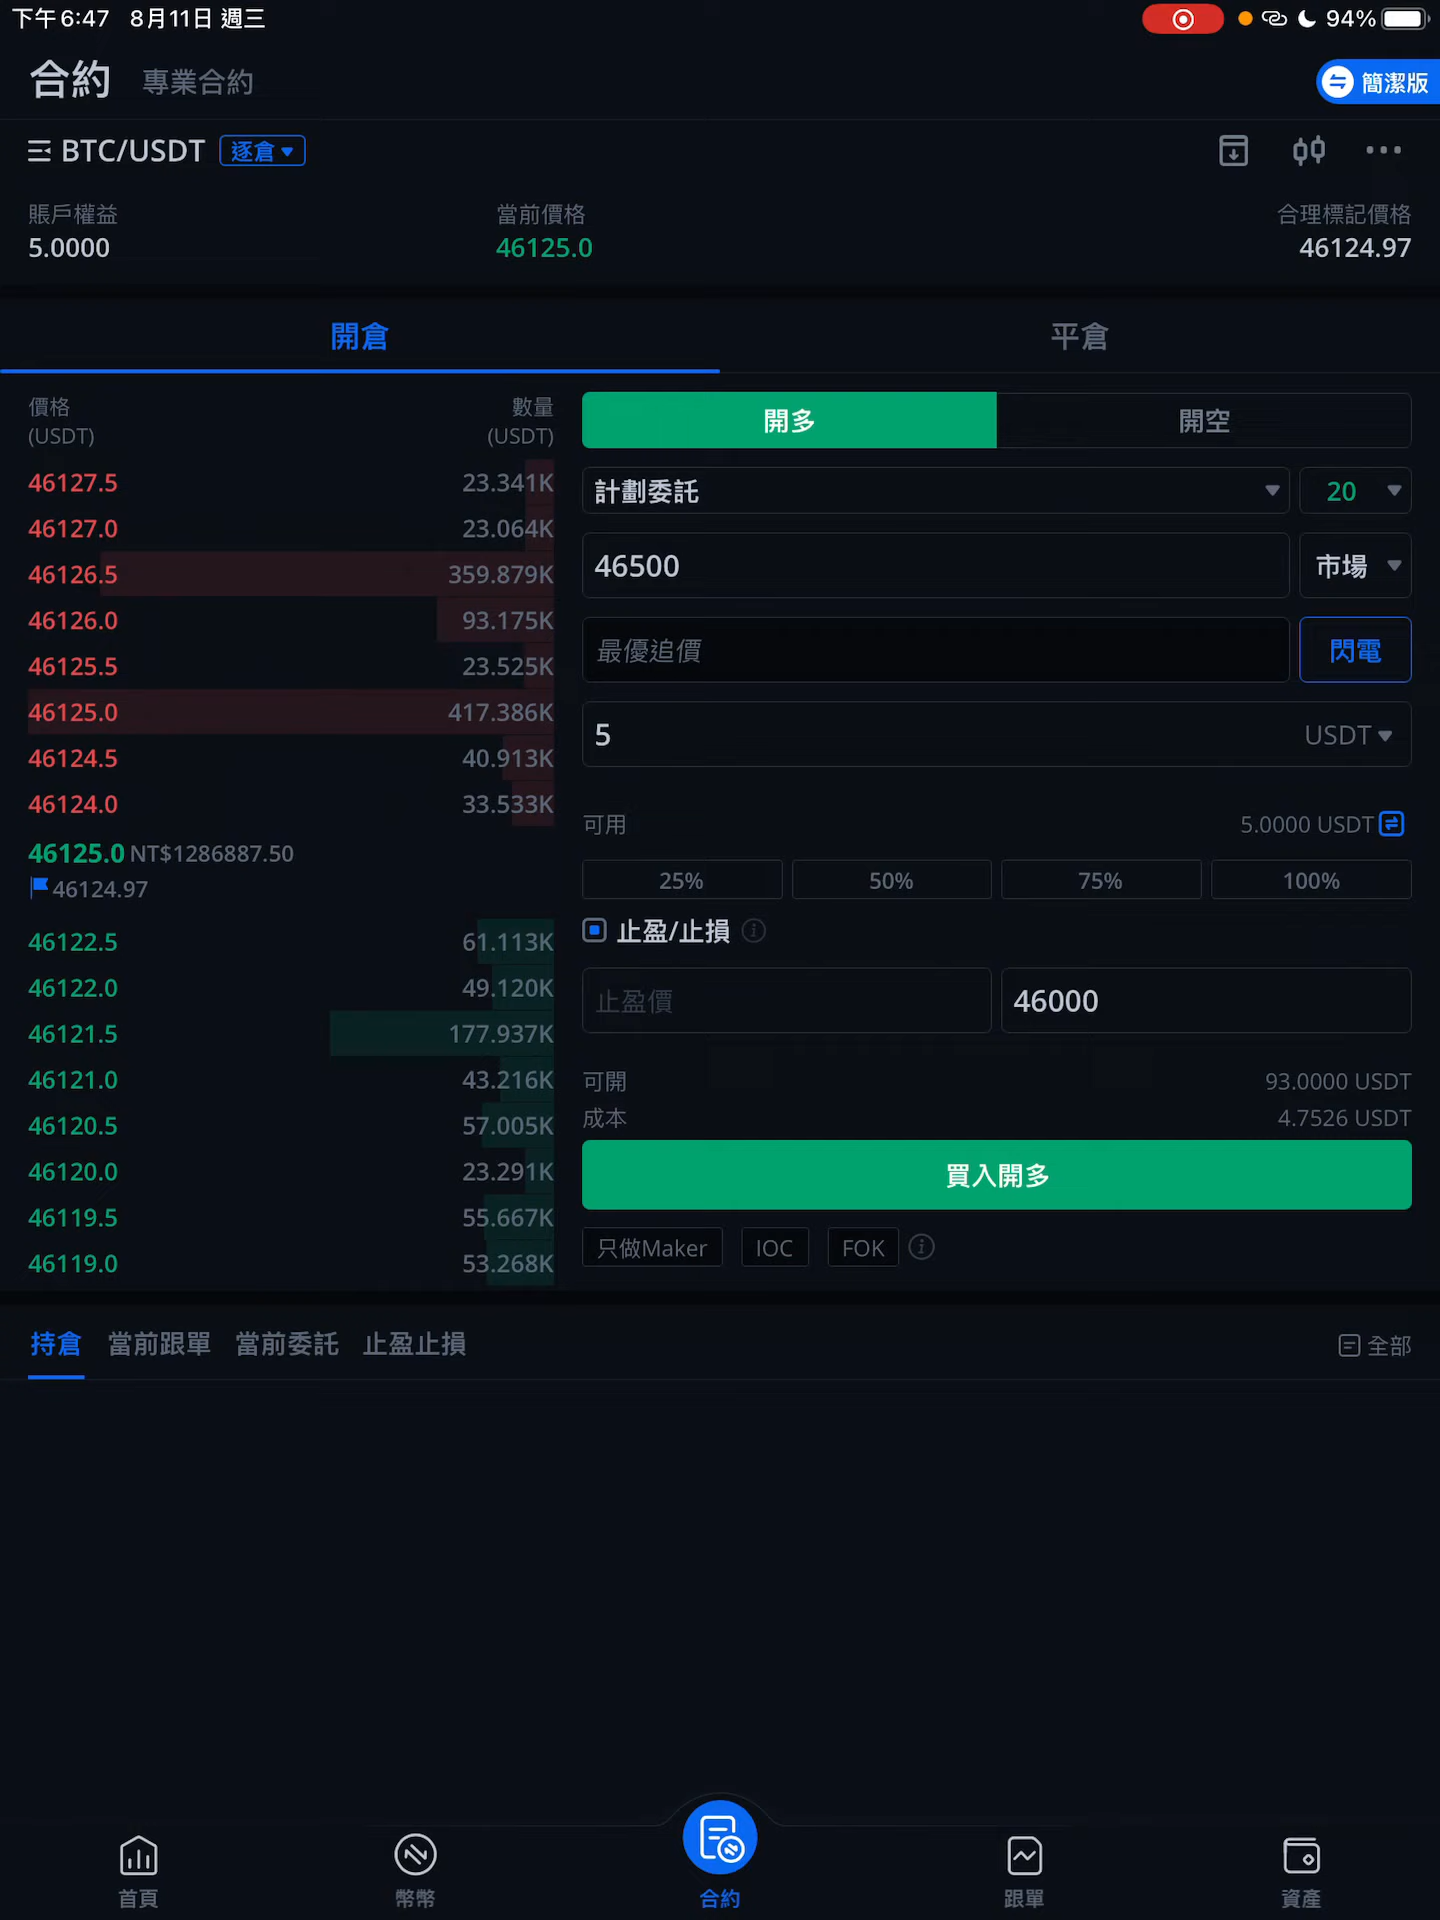 下午6:47 8月11日 週三 94%
合約 專業合約 簡潔版
BTC/USDT 逐倉
賬戶權益 當前價格 合理標記價格
5.0000 46125.0 46124.97
開倉 平倉
價格 數量
(USDT) (USDT)
開多 開空
46127.5 23.341K
計劃委託 20
46127.0 23.064K
46126.5 359.879K
46500 市場
46126.0 93.175K
46125.5 23.525K
最優追價 閃電
46125.0 417.386K
5 USDT
46124.5 40.913K
46124.0 33.533K
可用 5.0000 USDT
46125.0 NT$1286887.50
46124.97
25% 50% 75% 100%
46122.5 61.113K
止盈/止損
46122.0 49.120K
止盈價 46000
46121.5 177.937K
46121.0 43.216K
可開 93.0000 USDT
46120.5 57.005K
成本 4.7526 USDT
46120.0 23.291K
買入開多
46119.5 55.667K
46119.0 53.268K
只做Maker IOC FOK
持倉 當前跟單 當前委託 止盈止損 全部
首頁 幣幣 合約 跟單 資產